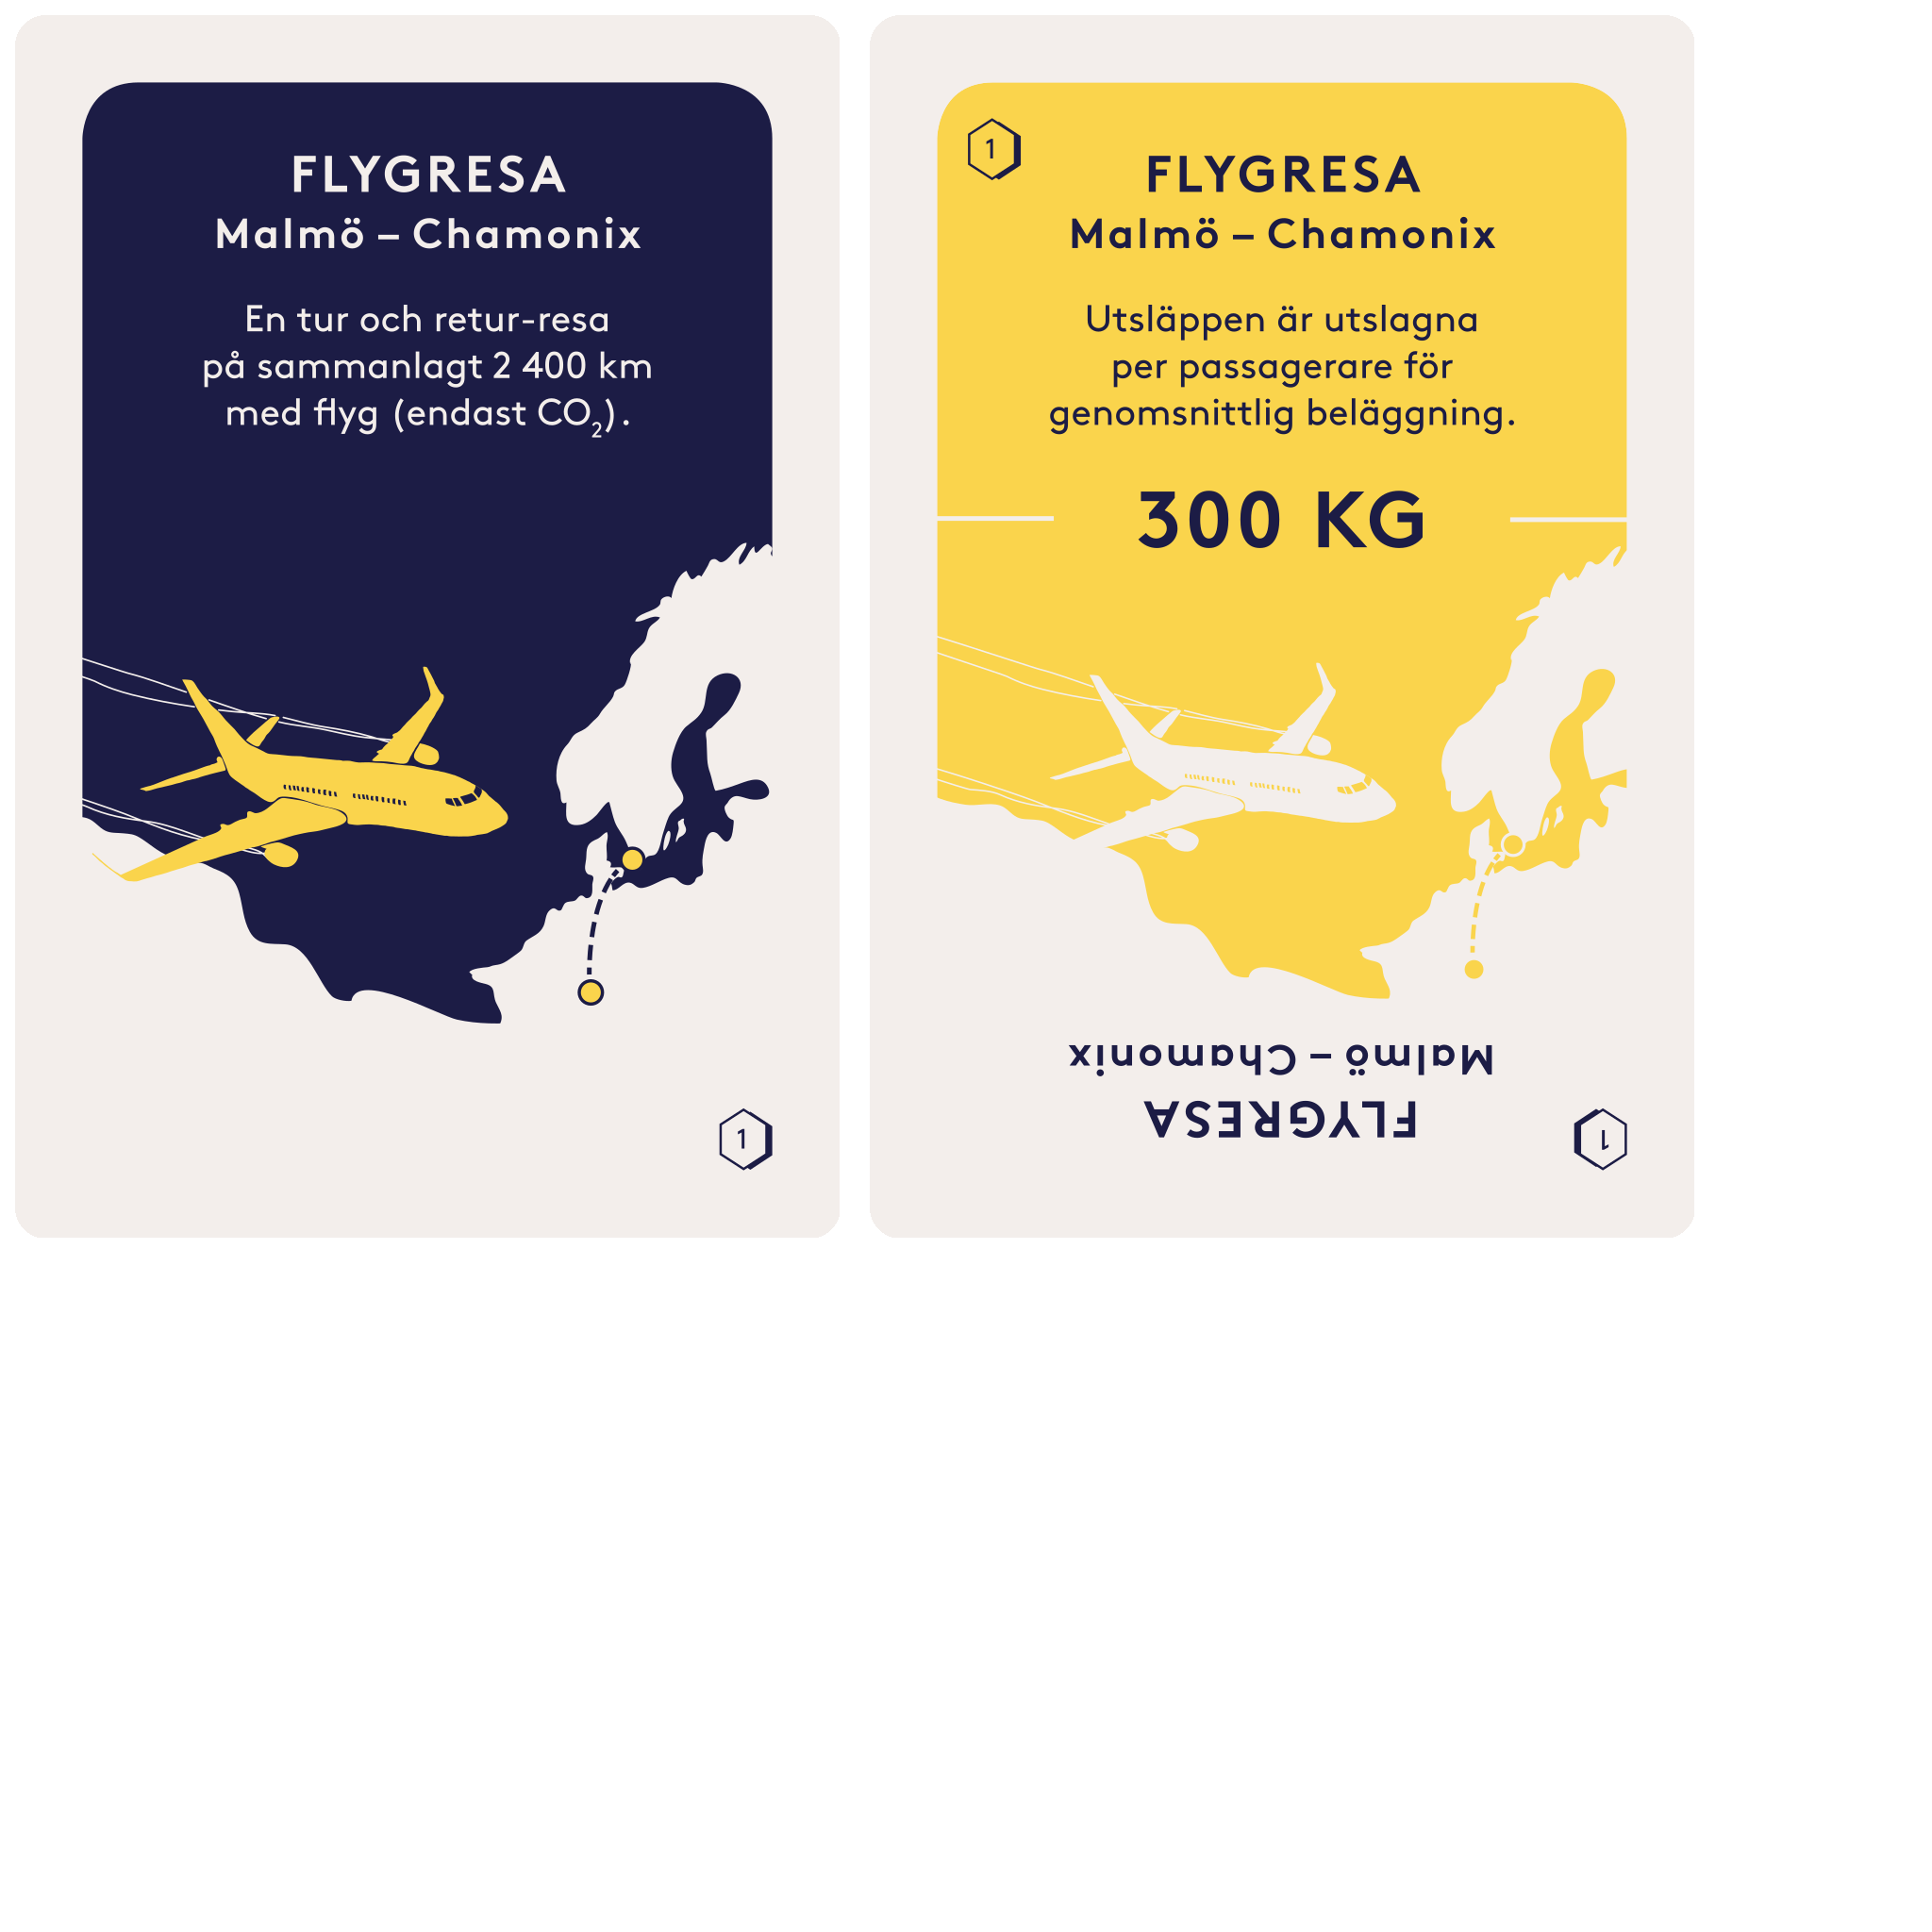 FLYGRESA
Malmö – Chamonix
En tur och retur-resa
på sammanlagt 2 400 km
med flyg (endast CO₂).
1
1
FLYGRESA
Malmö – Chamonix
Utsläppen är utslagna
per passagerare för
genomsnittlig beläggning.
300 KG
FLYGRESA
Malmö – Chamonix
1